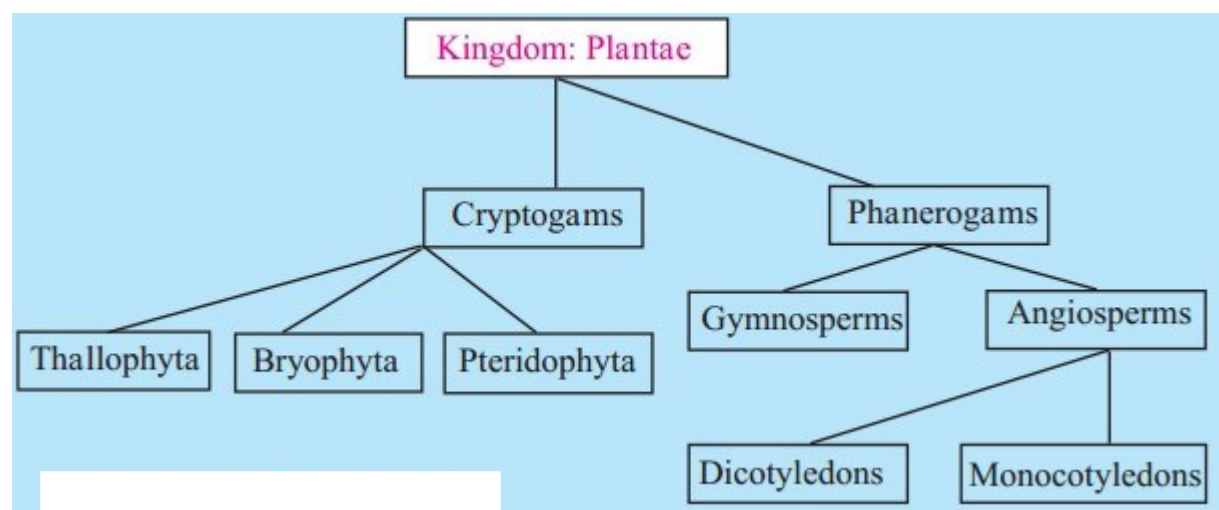 Kingdom: Plantae
Cryptogams
Phanerogams
Thallophyta
Bryophyta
Pteridophyta
Gymnosperms
Angiosperms
Dicotyledons
Monocotyledons